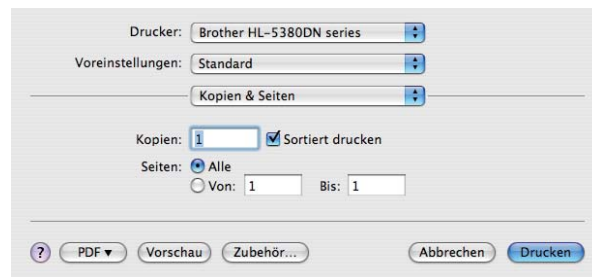 Drucker: Brother HL-5380DN series
Voreinstellungen: Standard
Kopien & Seiten
Kopien: 1 Sortiert drucken
Seiten: Alle
Von: 1 Bis: 1
? PDF▼ Vorschau Zubehör... Abbrechen Drucken